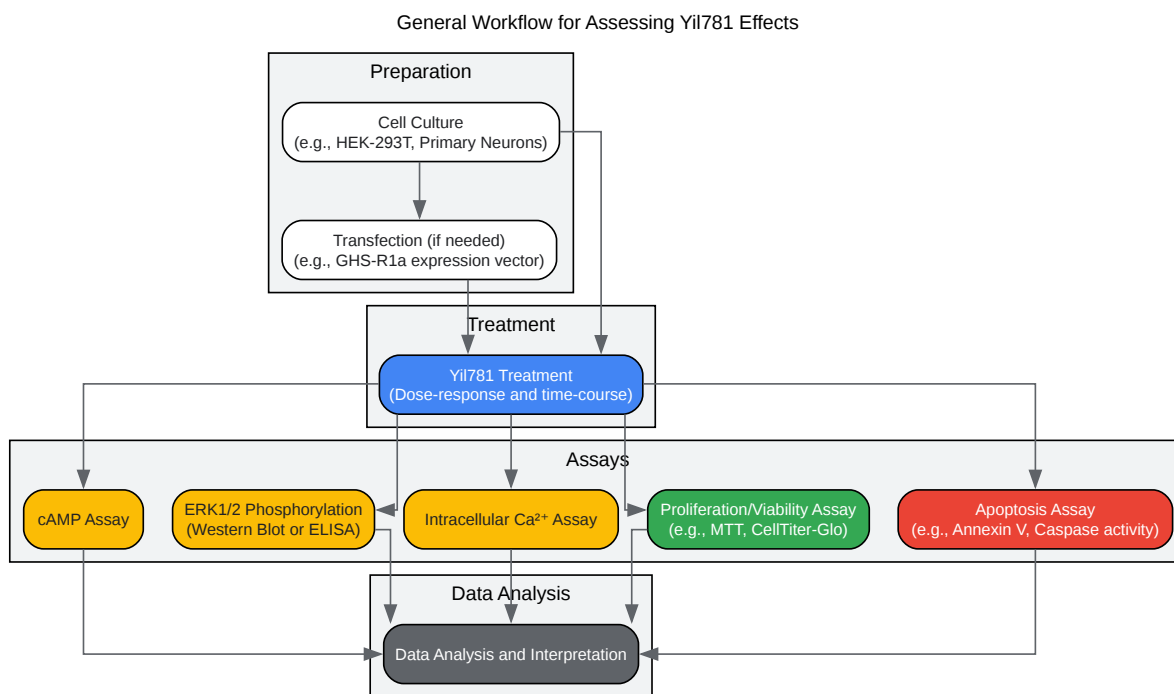 General Workflow for Assessing Yil781 Effects
Preparation
Cell Culture
(e.g., HEK-293T, Primary Neurons)
Transfection (if needed)
(e.g., GHS-R1a expression vector)
Treatment
Yil781 Treatment
(Dose-response and time-course)
Assays
cAMP Assay
ERK1/2 Phosphorylation
(Western Blot or ELISA)
Intracellular Ca²⁺ Assay
Proliferation/Viability Assay
(e.g., MTT, CellTiter-Glo)
Apoptosis Assay
(e.g., Annexin V, Caspase activity)
Data Analysis
Data Analysis and Interpretation